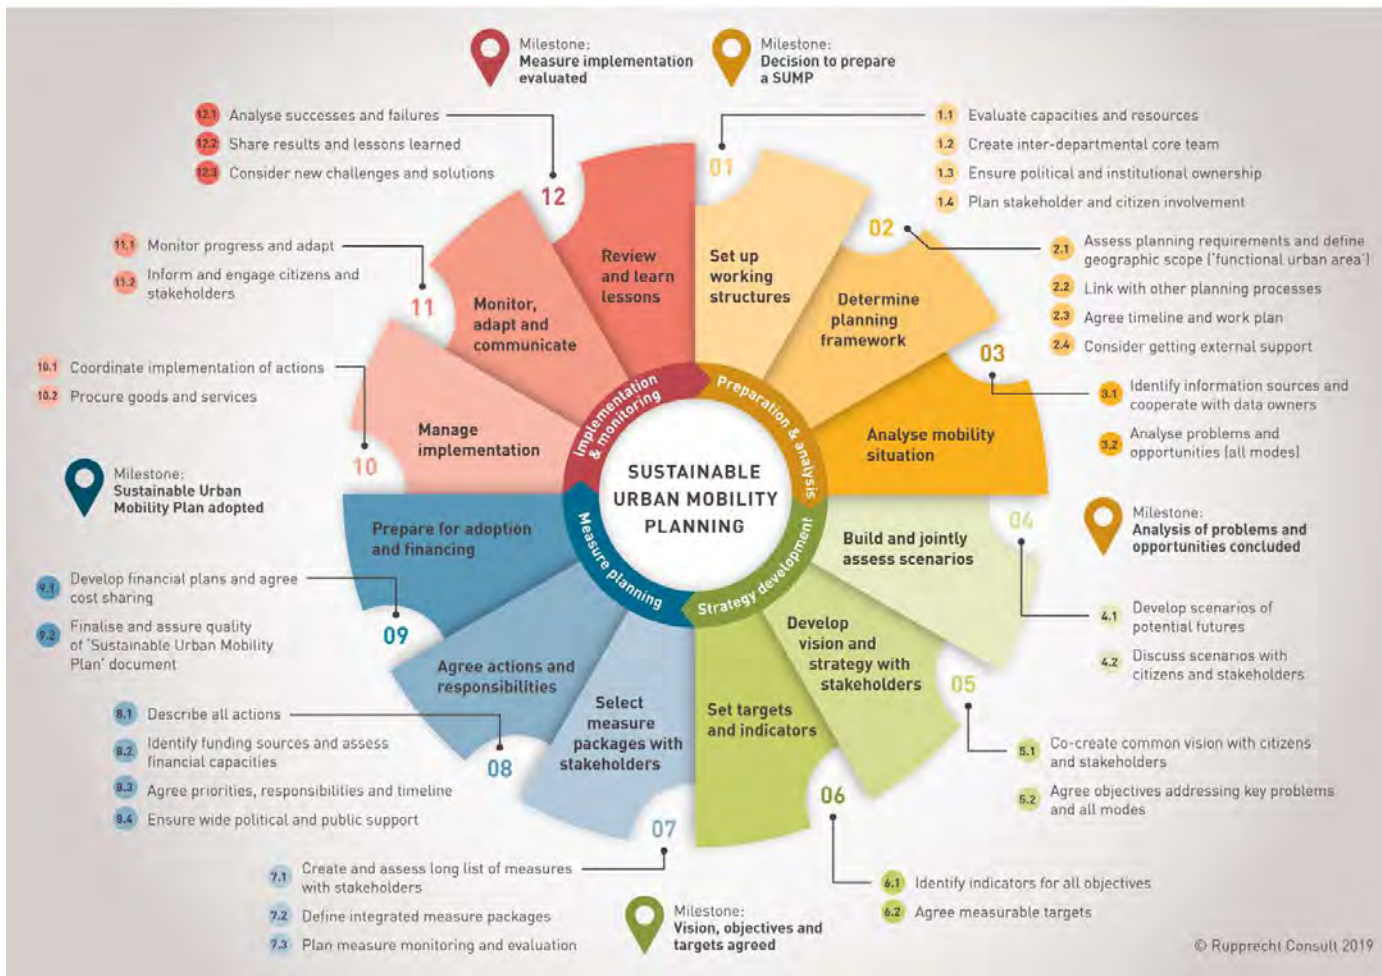 Milestone:
Measure implementation
evaluated
Milestone:
Decision to prepare
a SUMP
12.1 Analyse successes and failures
12.2 Share results and lessons learned
12.3 Consider new challenges and solutions
1.1 Evaluate capacities and resources
1.2 Create inter-departmental core team
1.3 Ensure political and institutional ownership
1.4 Plan stakeholder and citizen involvement
11.1 Monitor progress and adapt
11.2 Inform and engage citizens and
stakeholders
2.1 Assess planning requirements and define
geographic scope ('functional urban area')
2.2 Link with other planning processes
2.3 Agree timeline and work plan
2.4 Consider getting external support
10.1 Coordinate implementation of actions
10.2 Procure goods and services
3.1 Identify information sources and
cooperate with data owners
3.2 Analyse problems and
opportunities (all modes)
Milestone:
Sustainable Urban
Mobility Plan adopted
Milestone:
Analysis of problems and
opportunities concluded
01
Set up
working
structures
02
Determine
planning
framework
03
Analyse mobility
situation
04
Build and jointly
assess scenarios
05
Develop
vision and
strategy with
stakeholders
06
Set targets
and indicators
07
Select
measure
packages with
stakeholders
08
Agree actions and
responsibilities
09
Prepare for adoption
and financing
10
Manage
implementation
11
Monitor,
adapt and
communicate
12
Review
and learn
lessons
Preparation & analysis
Strategy development
Measure planning
Implementation
& monitoring
SUSTAINABLE
URBAN MOBILITY
PLANNING
9.1 Develop financial plans and agree
cost sharing
9.2 Finalise and assure quality
of 'Sustainable Urban Mobility
Plan' document
4.1 Develop scenarios of
potential futures
4.2 Discuss scenarios with
citizens and stakeholders
8.1 Describe all actions
8.2 Identify funding sources and assess
financial capacities
8.3 Agree priorities, responsibilities and timeline
8.4 Ensure wide political and public support
5.1 Co-create common vision with citizens
and stakeholders
5.2 Agree objectives addressing key problems
and all modes
7.1 Create and assess long list of measures
with stakeholders
7.2 Define integrated measure packages
7.3 Plan measure monitoring and evaluation
Milestone:
Vision, objectives and
targets agreed
6.1 Identify indicators for all objectives
6.2 Agree measurable targets
© Rupprecht Consult 2019